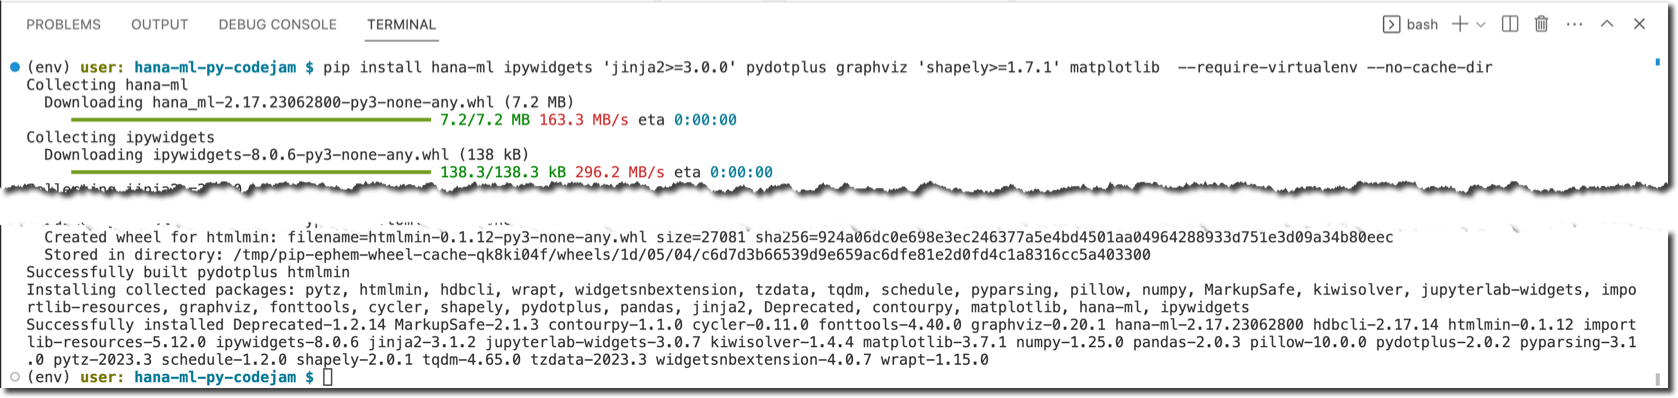 PROBLEMS OUTPUT DEBUG CONSOLE TERMINAL bash
(env) user: hana-ml-py-codejam $ pip install hana-ml ipywidgets 'jinja2>=3.0.0' pydotplus graphviz 'shapely>=1.7.1' matplotlib  --require-virtualenv --no-cache-dir
Collecting hana-ml
Downloading hana_ml-2.17.23062800-py3-none-any.whl (7.2 MB)
7.2/7.2 MB 163.3 MB/s eta 0:00:00
Collecting ipywidgets
Downloading ipywidgets-8.0.6-py3-none-any.whl (138 kB)
138.3/138.3 kB 296.2 MB/s eta 0:00:00
Created wheel for htmlmin: filename=htmlmin-0.1.12-py3-none-any.whl size=27081 sha256=924a06dc0e698e3ec246377a5e4bd4501aa04964288933d751e3d09a34b80eec
Stored in directory: /tmp/pip-ephem-wheel-cache-qk8ki04f/wheels/1d/05/04/c6d7d3b66539d9e659ac6dfe81e2d0fd4c1a8316cc5a403300
Successfully built pydotplus htmlmin
Installing collected packages: pytz, htmlmin, hdbcli, wrapt, widgetsnbextension, tzdata, tqdm, schedule, pyparsing, pillow, numpy, MarkupSafe, kiwisolver, jupyterlab-widgets, impo
rtlib-resources, graphviz, fonttools, cycler, shapely, pydotplus, pandas, jinja2, Deprecated, contourpy, matplotlib, hana-ml, ipywidgets
Successfully installed Deprecated-1.2.14 MarkupSafe-2.1.3 contourpy-1.1.0 cycler-0.11.0 fonttools-4.40.0 graphviz-0.20.1 hana-ml-2.17.23062800 hdbcli-2.17.14 htmlmin-0.1.12 import
lib-resources-5.12.0 ipywidgets-8.0.6 jinja2-3.1.2 jupyterlab-widgets-3.0.7 kiwisolver-1.4.4 matplotlib-3.7.1 numpy-1.25.0 pandas-2.0.3 pillow-10.0.0 pydotplus-2.0.2 pyparsing-3.1
.0 pytz-2023.3 schedule-1.2.0 shapely-2.0.1 tqdm-4.65.0 tzdata-2023.3 widgetsnbextension-4.0.7 wrapt-1.15.0
(env) user: hana-ml-py-codejam $